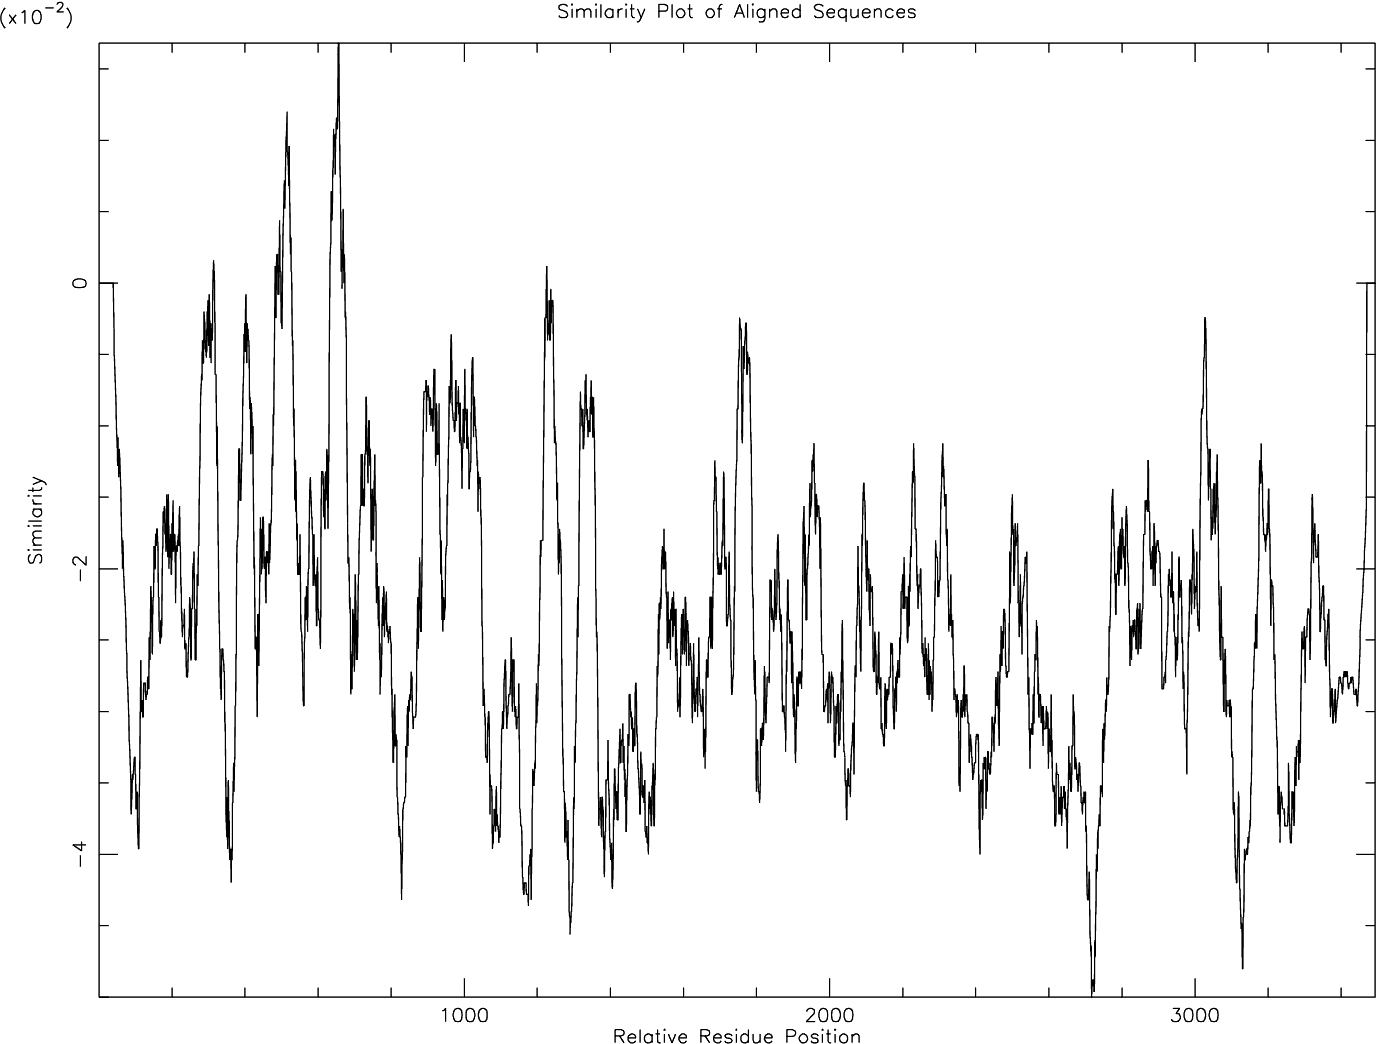 (x10⁻²)
Similarity Plot of Aligned Sequences
0
−2
−4
Similarity
1000 2000 3000
Relative Residue Position